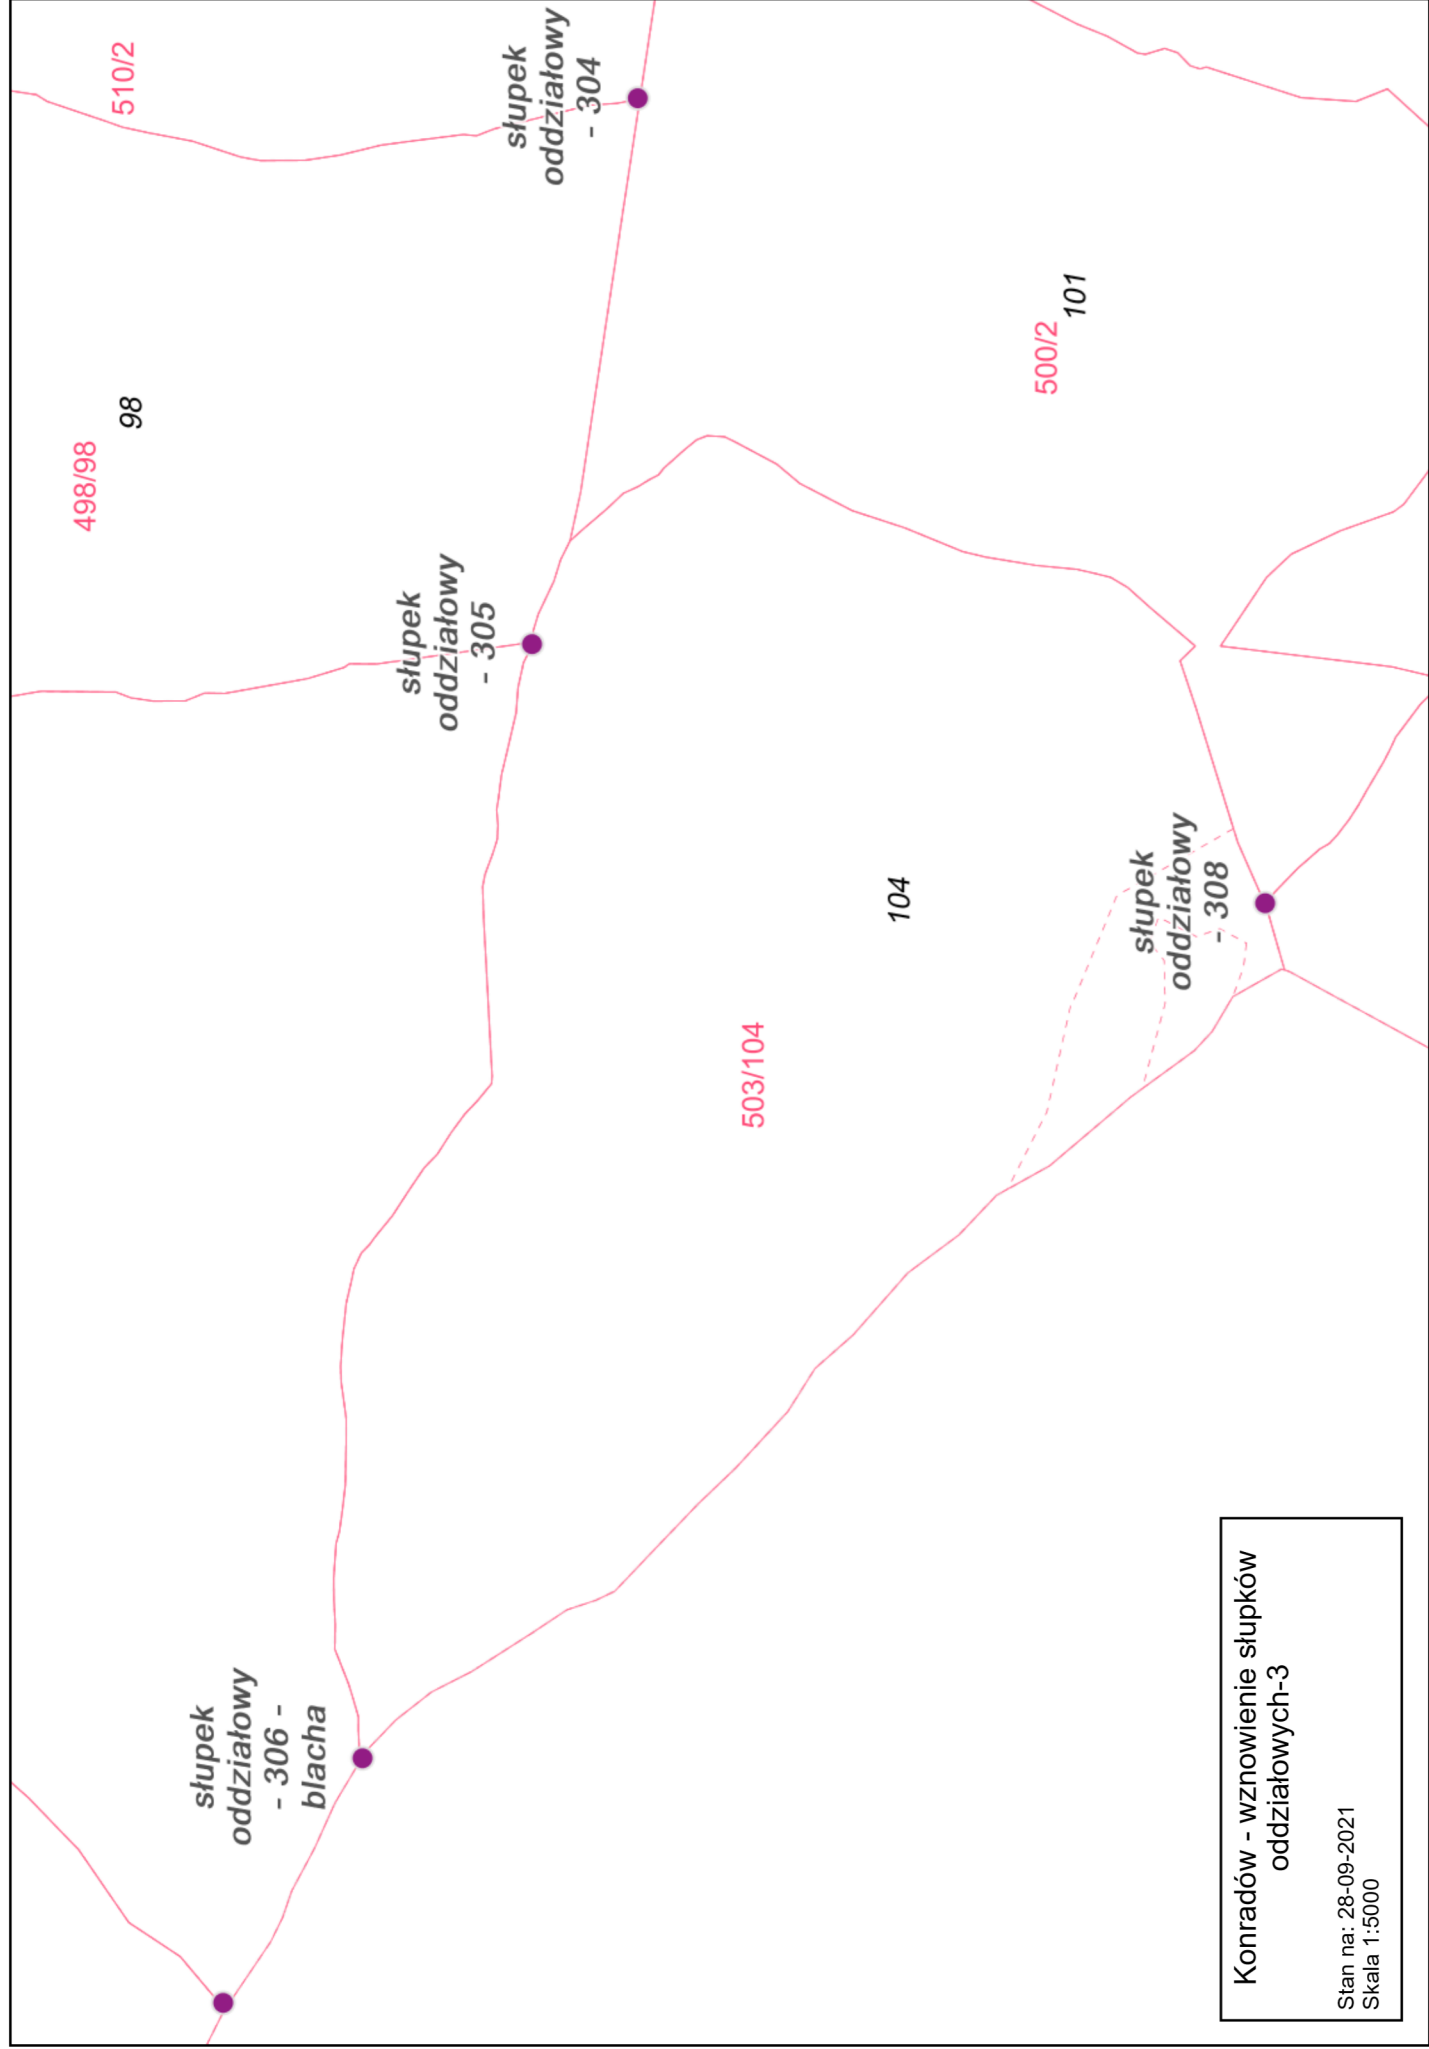 510/2
słupek
oddziałowy
- 304
101
500/2
98
498/98
słupek
oddziałowy
- 305
104
503/104
słupek
oddziałowy
- 308
słupek
oddziałowy
- 306 -
blacha
Konradów - wznowienie słupków
oddziałowych-3
Stan na: 28-09-2021
Skala 1:5000